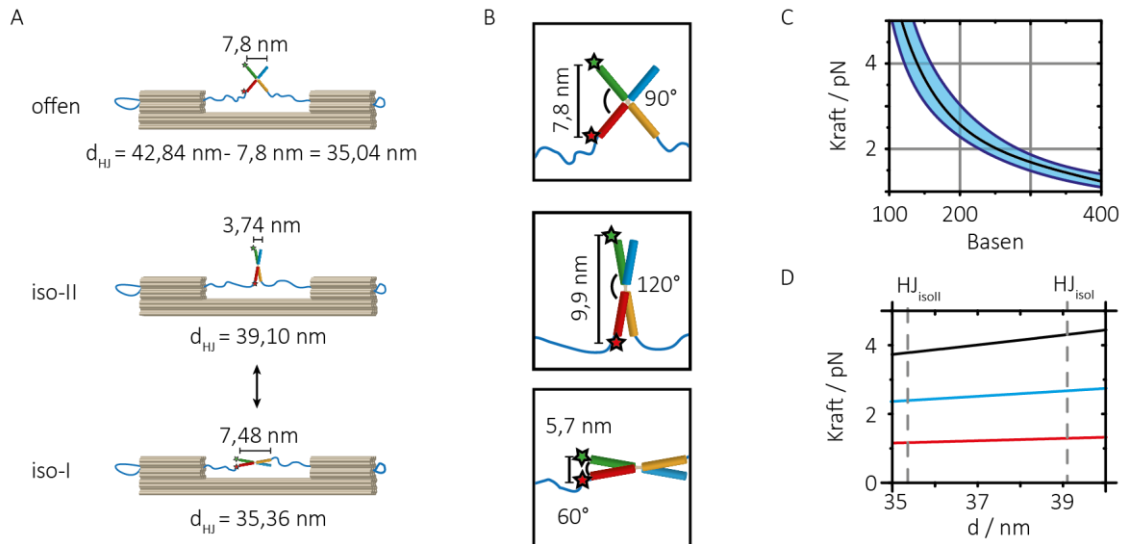 A
7,8 nm
offen
d_HJ = 42,84 nm- 7,8 nm = 35,04 nm
3,74 nm
iso-II
d_HJ = 39,10 nm
7,48 nm
iso-I
d_HJ = 35,36 nm
B
7,8 nm
90°
9,9 nm
120°
5,7 nm
60°
C
Kraft / pN
4
2
100
200
400
Basen
D
HJ_isoII
HJ_isoI
Kraft / pN
4
2
0
35
37
39
d / nm